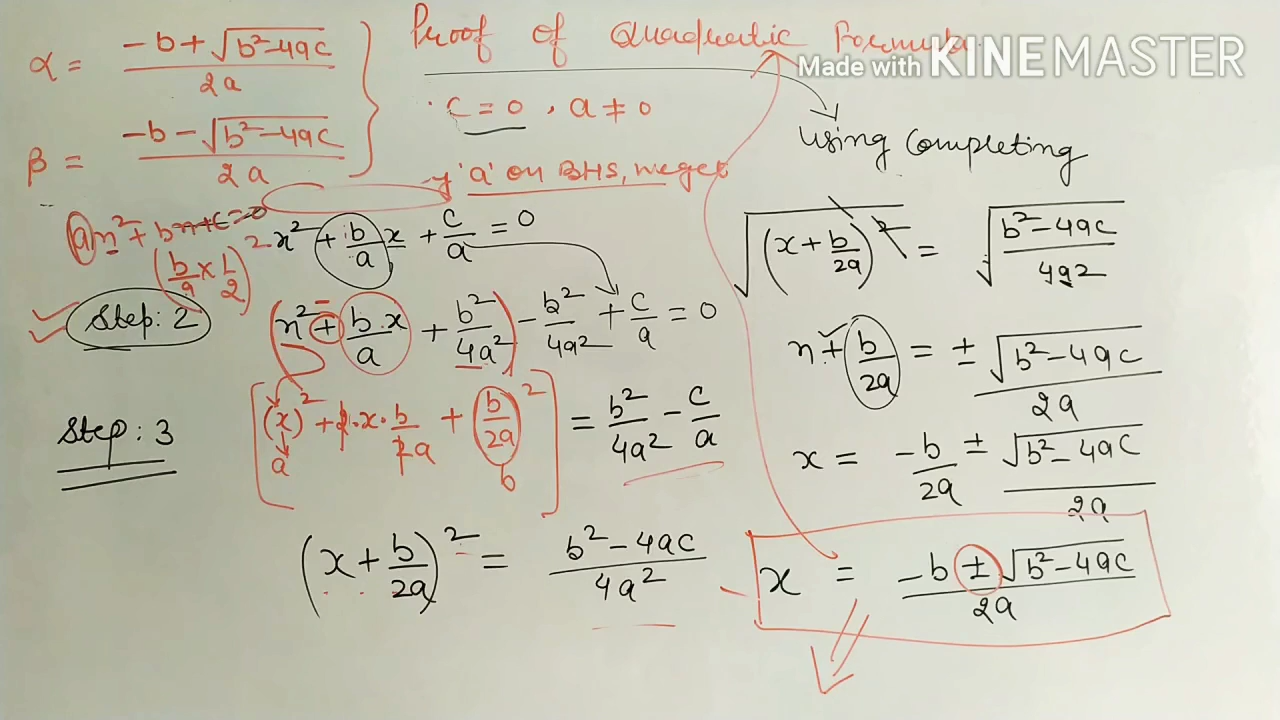 Proof of Quadratic Formula
Made with KINEMASTER
α = (-b + √(b² - 4ac)) / 2a
β = (-b - √(b² - 4ac)) / 2a
c = 0, a ≠ 0
using Completing
y 'a' on BHS, we get
ax² + bx + c = 0
x² + b/a x + c/a = 0
(b/a × 1/2)²
Step: 2
(x² + b/a x + b²/4a²) - b²/4a² + c/a = 0
Step: 3
[(x)² + 2·x·b/2a + (b/2a)²] = b²/4a² - c/a
a
b
(x + b/2a)² = (b² - 4ac)/4a²
√(x + b/2a)² = √((b² - 4ac)/4a²)
x + b/2a = ± √(b² - 4ac)/2a
x = -b/2a ± √(b² - 4ac)/2a
x = (-b ± √(b² - 4ac))/2a